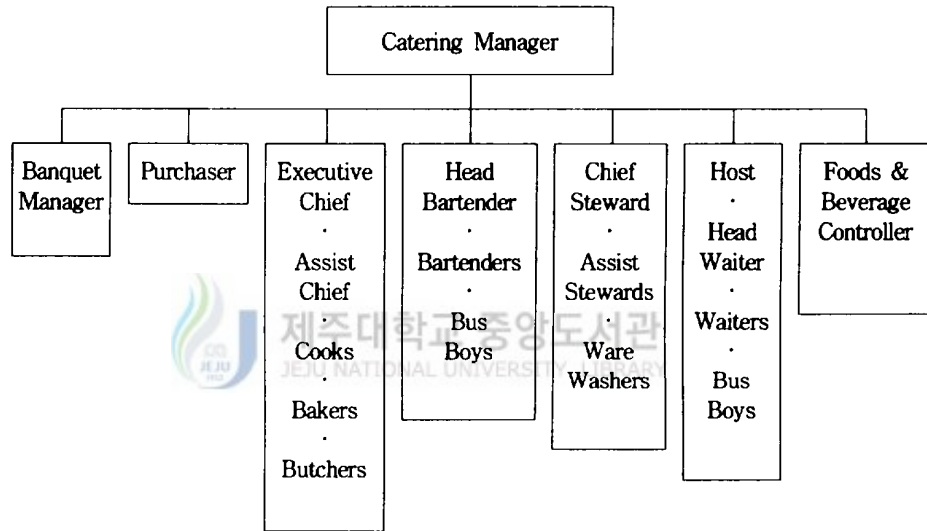 Catering Manager
Banquet
Manager
Purchaser
Executive
Chief
·
Assist
Chief
·
Cooks
·
Bakers
·
Butchers
Head
Bartender
·
Bartenders
·
Bus
Boys
Chief
Steward
·
Assist
Stewards
·
Ware
Washers
Host
·
Head
Waiter
·
Waiters
·
Bus
Boys
Foods &
Beverage
Controller
제주대학교 중앙도서관
JEJU NATIONAL UNIVERSITY LIBRARY
JEJU
1952